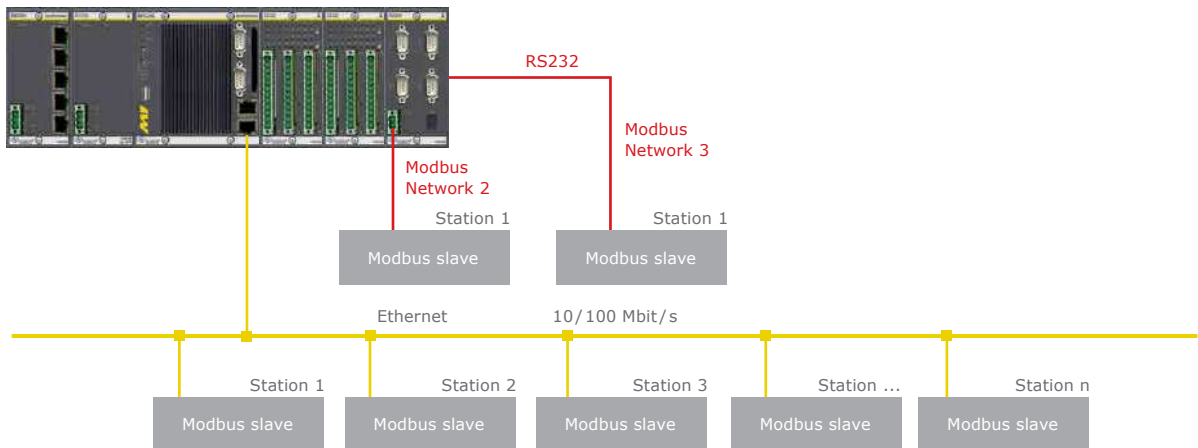 RS232
Modbus
Network 3
Modbus
Network 2
Station 1
Station 1
Modbus slave
Modbus slave
Ethernet 10/100 Mbit/s
Station 1
Station 2
Station 3
Station ...
Station n
Modbus slave
Modbus slave
Modbus slave
Modbus slave
Modbus slave